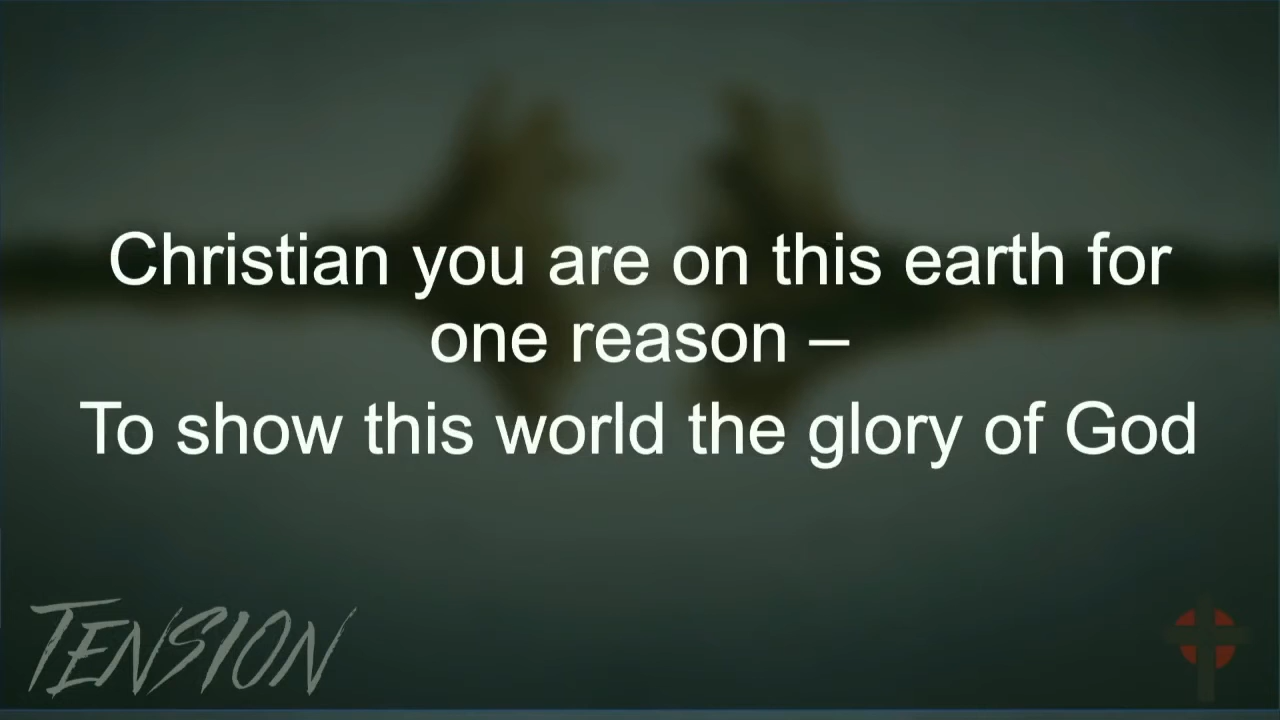 Christian you are on this earth for
one reason –
To show this world the glory of God
TENSION